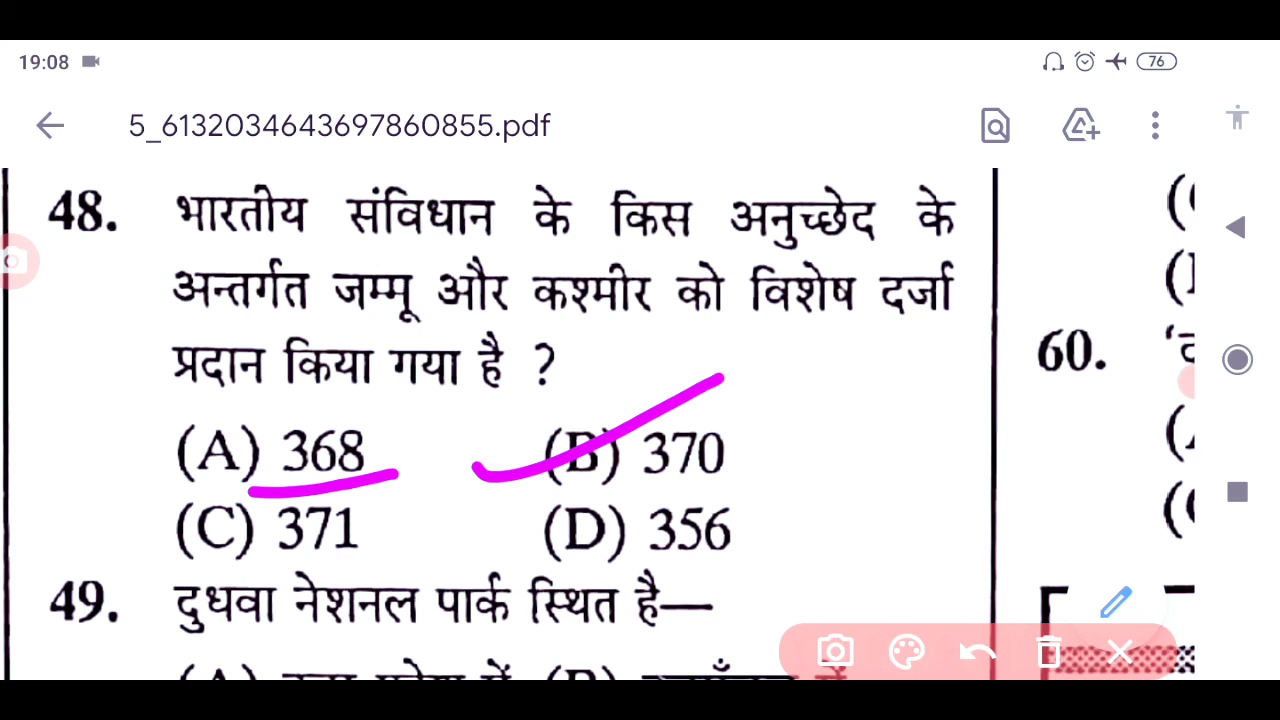 19:08
76
5_6132034643697860855.pdf
48. भारतीय संविधान के किस अनुच्छेद के
अन्तर्गत जम्मू और कश्मीर को विशेष दर्जा
प्रदान किया गया है ?
(A) 368 (B) 370
(C) 371 (D) 356
49. दुधवा नेशनल पार्क स्थित है—
60.